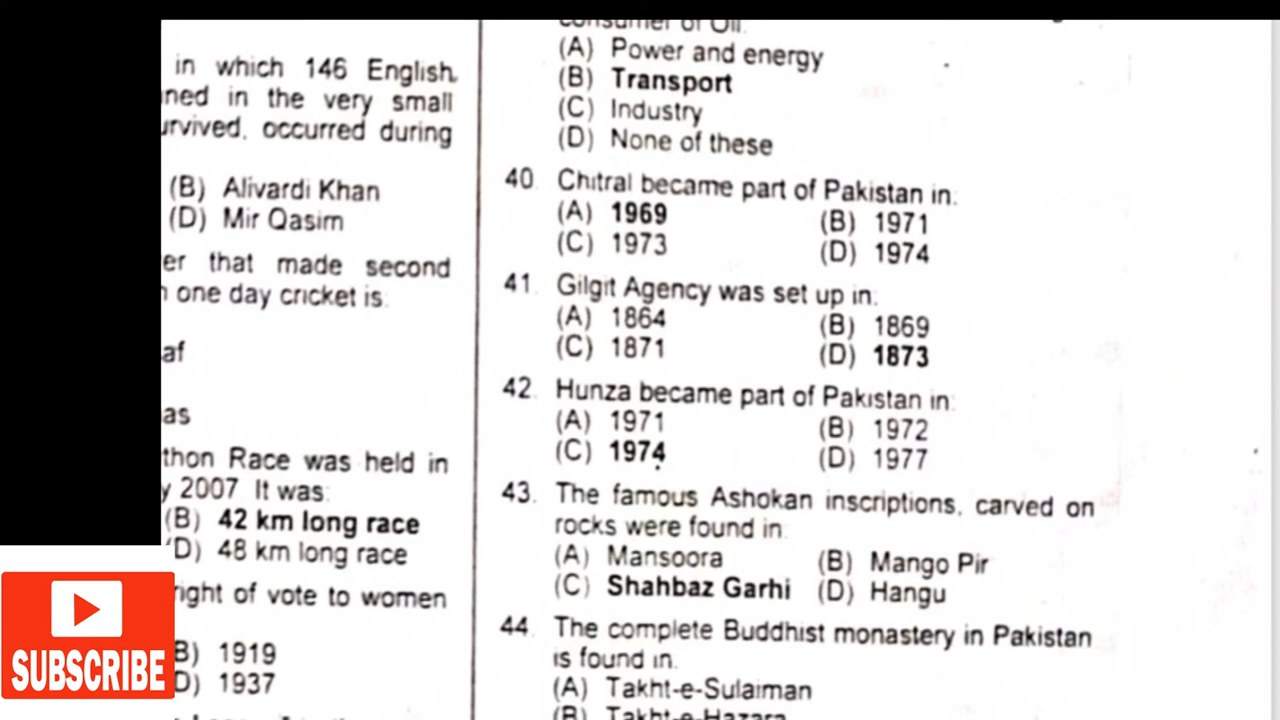 in which 146 English
ned in the very small
survived, occurred during
(B) Alivardi Khan
(D) Mir Qasim
er that made second
one day cricket is:
af
as
thon Race was held in
y 2007 It was:
(B) 42 km long race
(D) 48 km long race
right of vote to women
B) 1919
D) 1937
consumer of Oil.
(A) Power and energy
(B) Transport
(C) Industry
(D) None of these
40. Chitral became part of Pakistan in:
(A) 1969 (B) 1971
(C) 1973 (D) 1974
41. Gilgit Agency was set up in:
(A) 1864 (B) 1869
(C) 1871 (D) 1873
42. Hunza became part of Pakistan in:
(A) 1971 (B) 1972
(C) 1974 (D) 1977
43. The famous Ashokan inscriptions, carved on
rocks were found in:
(A) Mansoora (B) Mango Pir
(C) Shahbaz Garhi (D) Hangu
44. The complete Buddhist monastery in Pakistan
is found in.
(A) Takht-e-Sulaiman
(B) Takht-e-Hazara
SUBSCRIBE